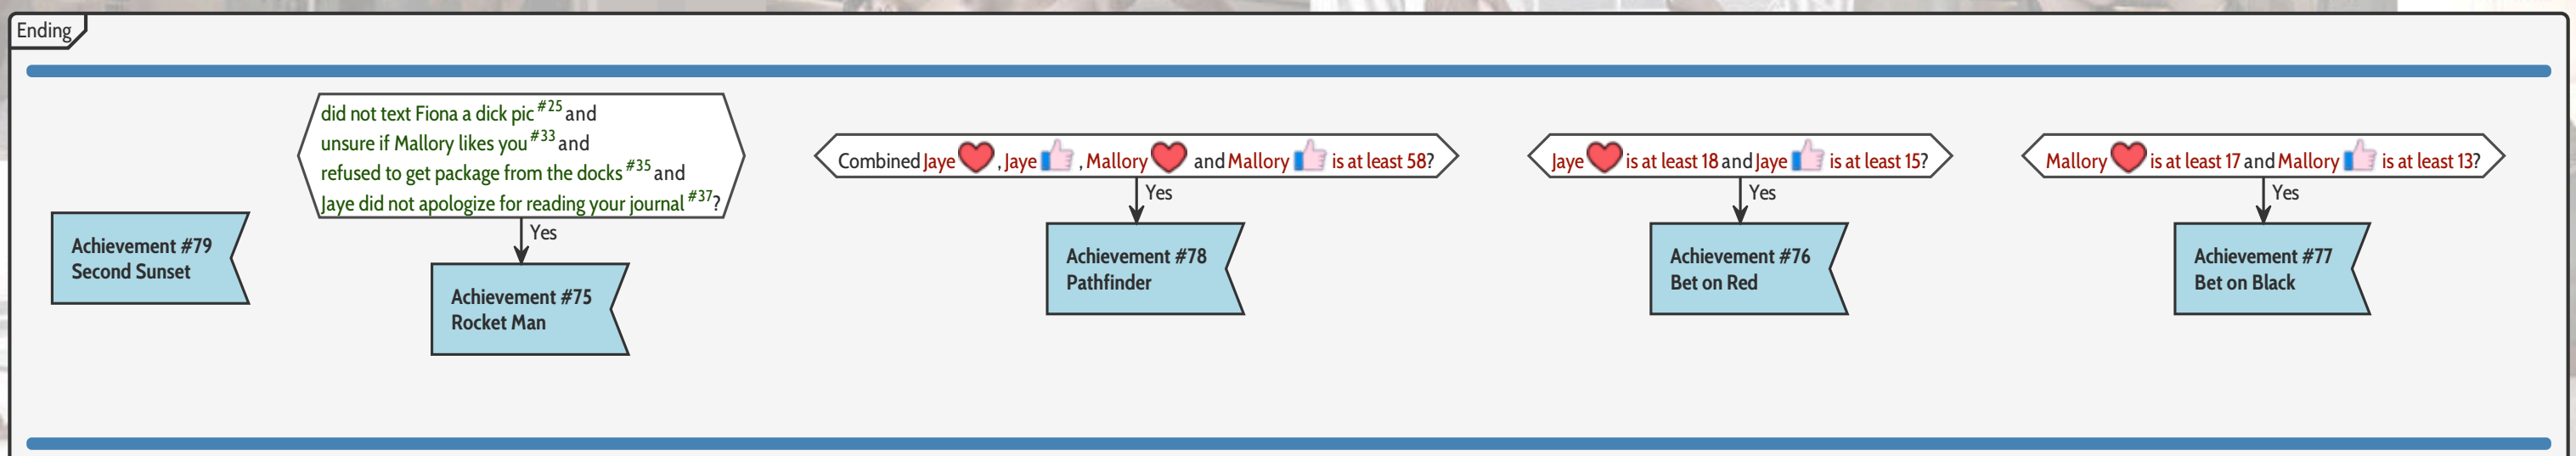 Ending
did not text Fiona a dick pic #25 and
unsure if Mallory likes you #33 and
refused to get package from the docks #35 and
Jaye did not apologize for reading your journal #37?
Yes
Achievement #79
Second Sunset
Achievement #75
Rocket Man
Combined Jaye ❤️, Jaye 👍, Mallory ❤️ and Mallory 👍 is at least 58?
Yes
Achievement #78
Pathfinder
Jaye ❤️ is at least 18 and Jaye 👍 is at least 15?
Yes
Achievement #76
Bet on Red
Mallory ❤️ is at least 17 and Mallory 👍 is at least 13?
Yes
Achievement #77
Bet on Black